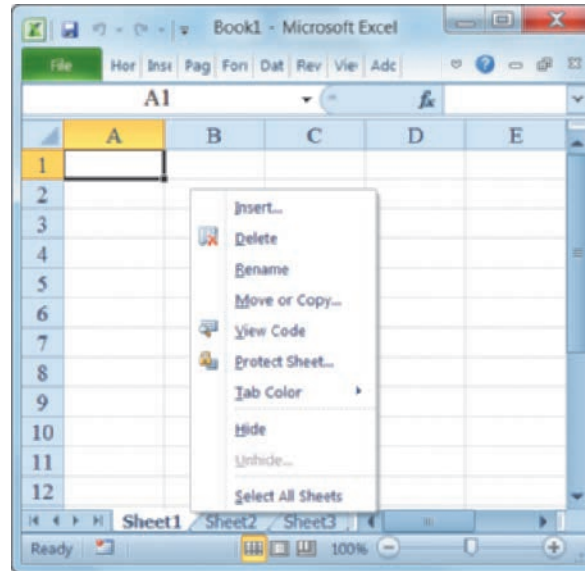 Book1 - Microsoft Excel
File Hor Inse Pag Fori Dat Rev Vie Adc
A1 fx
A B C D E
1
2
3
4
5
6
7
8
9
10
11
12
Insert...
Delete
Rename
Move or Copy...
View Code
Protect Sheet...
Tab Color
Hide
Unhide...
Select All Sheets
Sheet1 Sheet2 Sheet3
Ready 100%